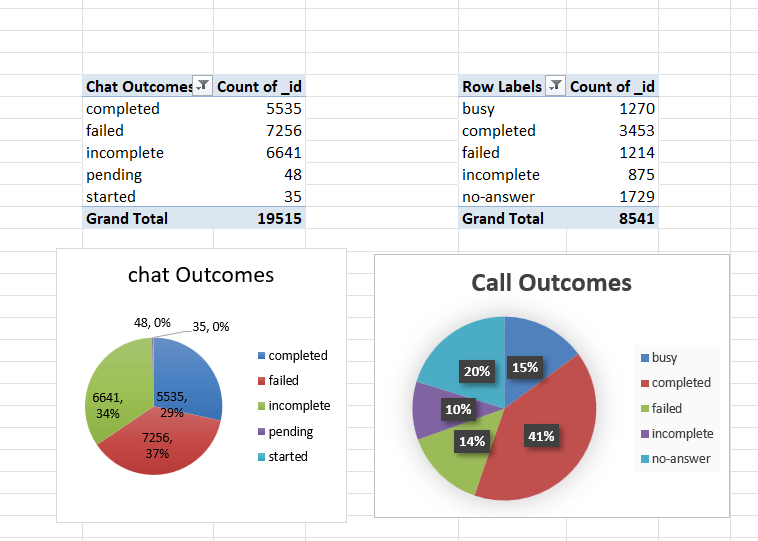 Chat Outcomes Count of _id
completed 5535
failed 7256
incomplete 6641
pending 48
started 35
Grand Total 19515
Row Labels Count of _id
busy 1270
completed 3453
failed 1214
incomplete 875
no-answer 1729
Grand Total 8541
chat Outcomes
48, 0%
35, 0%
6641,
34%
5535,
29%
7256,
37%
completed
failed
incomplete
pending
started
Call Outcomes
20%
15%
10%
14%
41%
busy
completed
failed
incomplete
no-answer